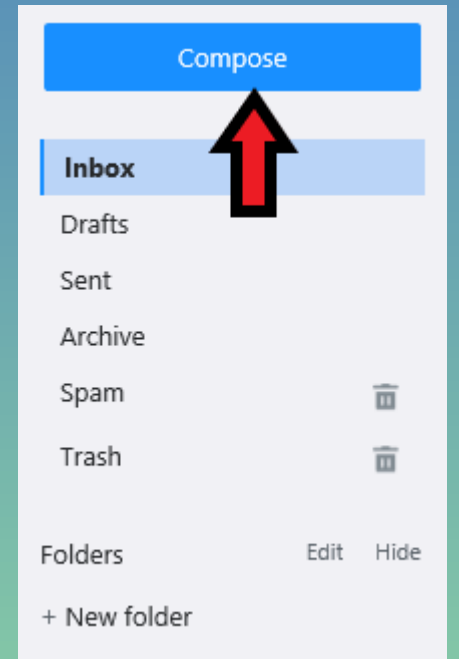 Compose
Inbox
Drafts
Sent
Archive
Spam
Trash
Folders Edit Hide
+ New folder